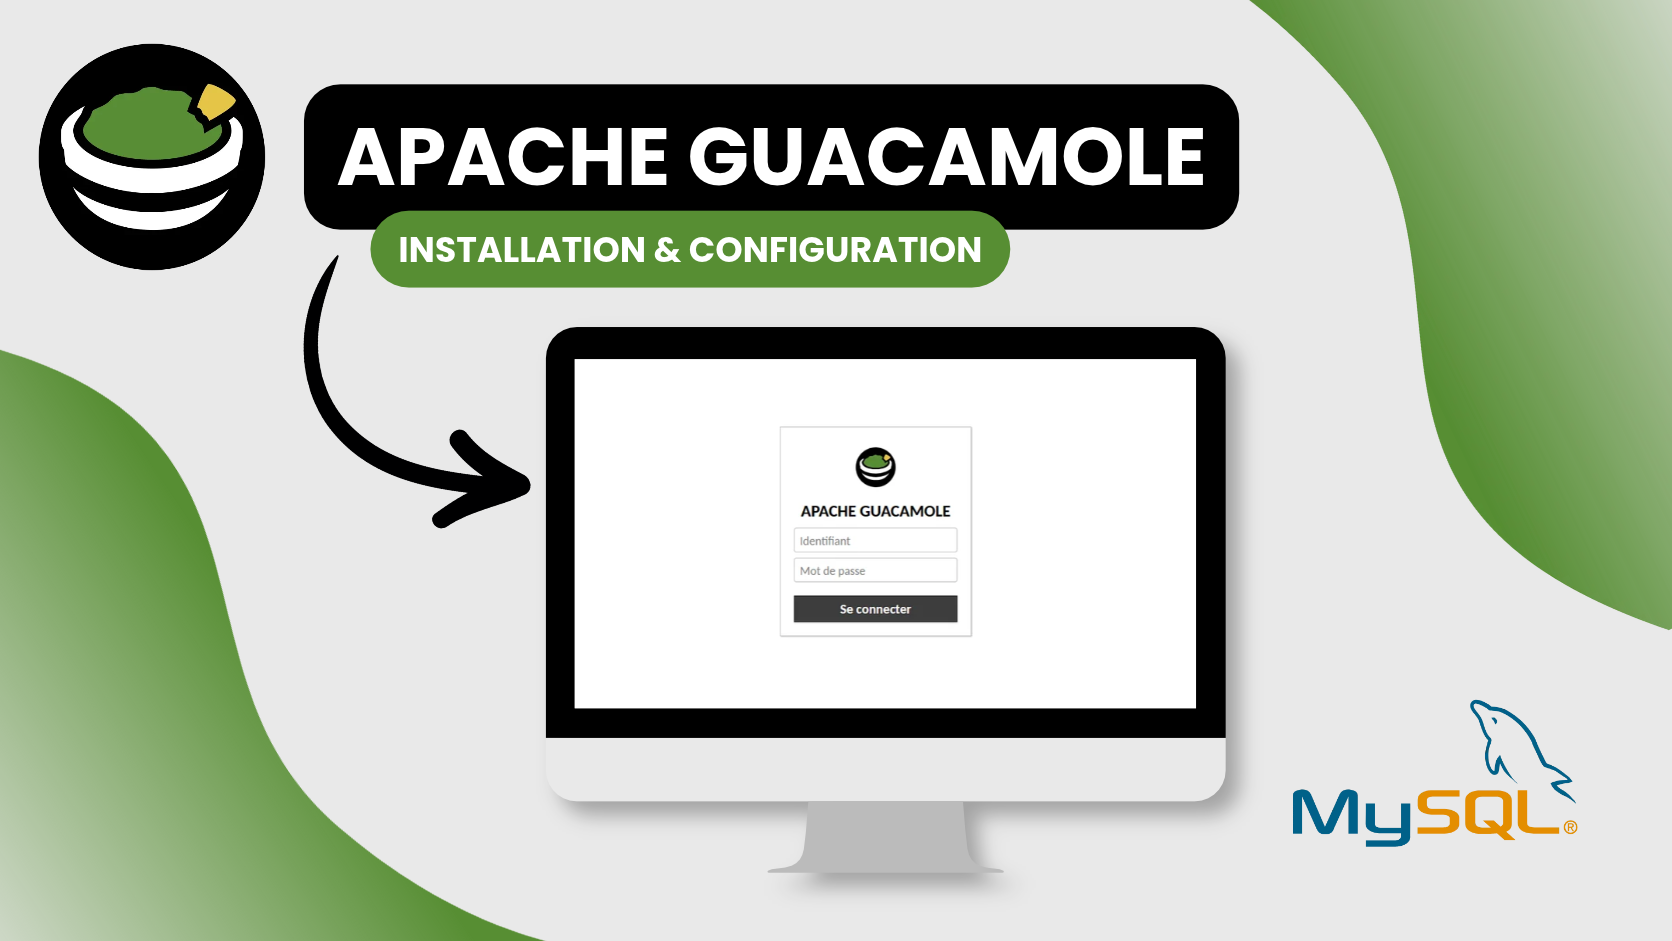 APACHE GUACAMOLE
INSTALLATION & CONFIGURATION
APACHE GUACAMOLE
Identifiant
Mot de passe
Se connecter
MySQL®